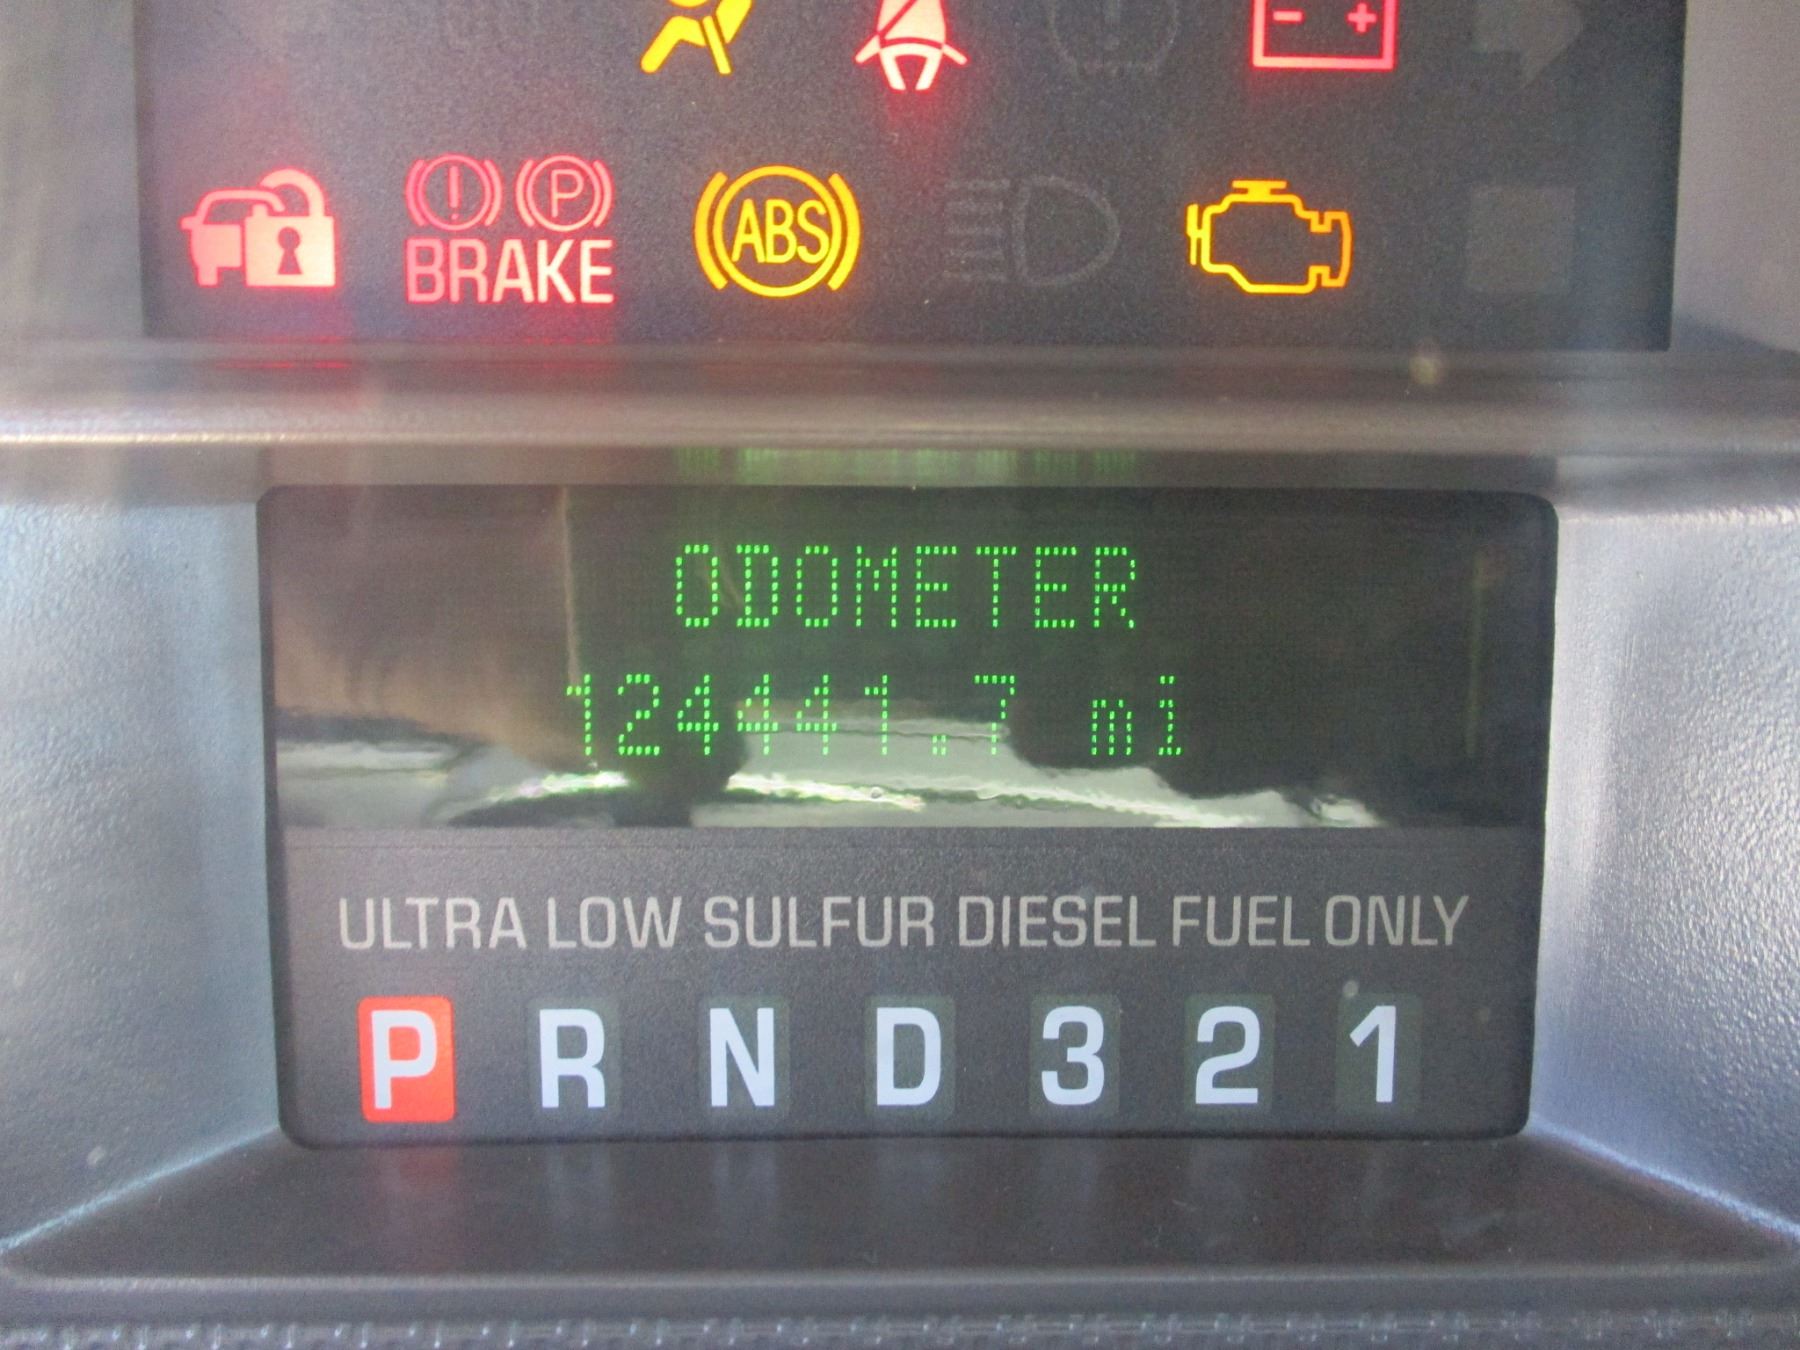 - +
! P
BRAKE
ABS
ODOMETER
124441.7 mi
ULTRA LOW SULFUR DIESEL FUEL ONLY
P R N D 3 2 1